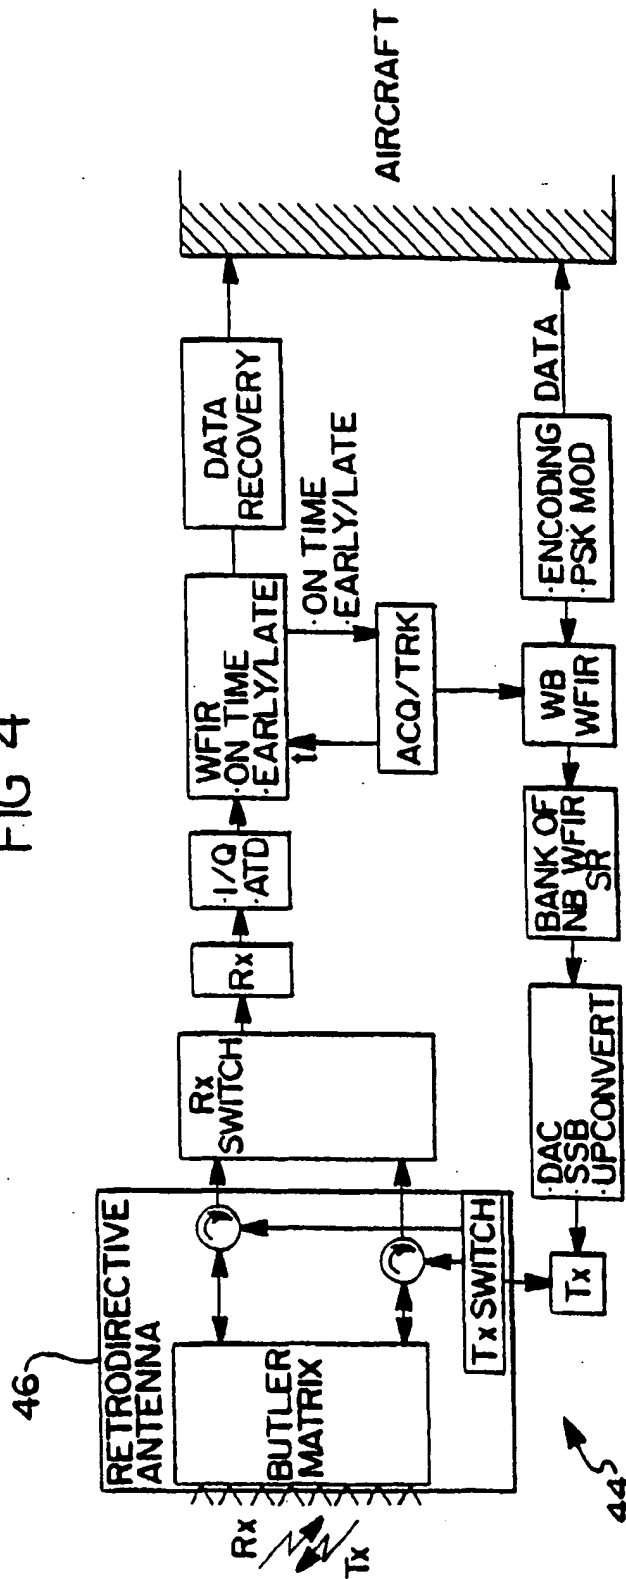 FIG 4
46
RETRODIRECTIVE
ANTENNA
BUTLER
MATRIX
Rx
Tx
Tx SWITCH
Rx
SWITCH
Rx
·I/Q
·ATD
WFIR
·ON TIME
·EARLY/LATE
t
·ON TIME
EARLY/LATE
ACQ/TRK
DATA
RECOVERY
AIRCRAFT
Tx
·DAC
·SSB
·UPCONVERT
BANK OF
NB WFIR
SR
WB
WFIR
·ENCODING
·PSK MOD
DATA
44